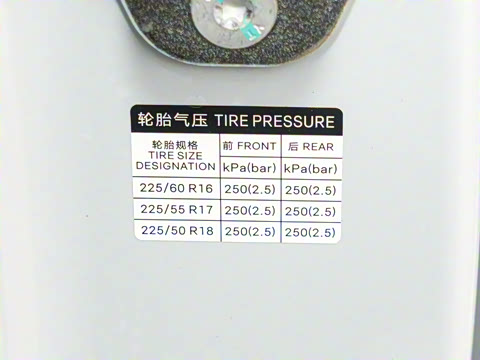 轮胎气压 TIRE PRESSURE
轮胎规格 TIRE SIZE DESIGNATION 前 FRONT 后 REAR
kPa(bar) kPa(bar)
225/60 R16 250(2.5) 250(2.5)
225/55 R17 250(2.5) 250(2.5)
225/50 R18 250(2.5) 250(2.5)